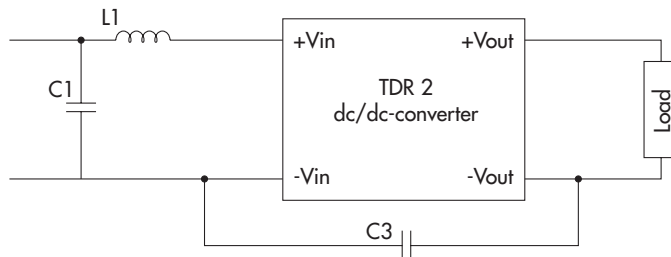 L1
+Vin
+Vout
C1
TDR 2
dc/dc-converter
Load
-Vin
-Vout
C3